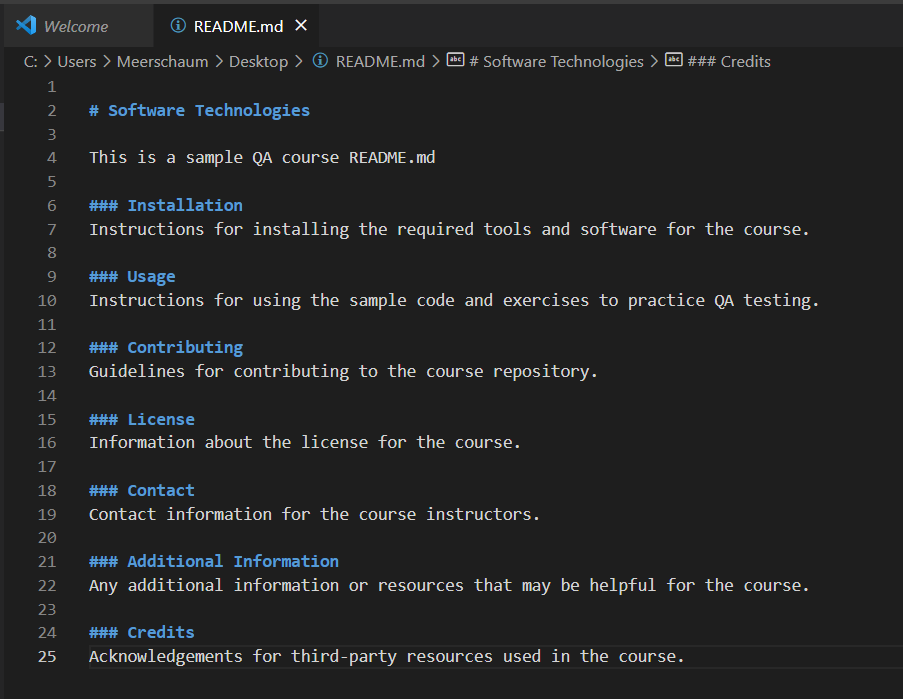 Welcome README.md
C: > Users > Meerschaum > Desktop > README.md > # Software Technologies > ### Credits
1
2 # Software Technologies
3
4 This is a sample QA course README.md
5
6 ### Installation
7 Instructions for installing the required tools and software for the course.
8
9 ### Usage
10 Instructions for using the sample code and exercises to practice QA testing.
11
12 ### Contributing
13 Guidelines for contributing to the course repository.
14
15 ### License
16 Information about the license for the course.
17
18 ### Contact
19 Contact information for the course instructors.
20
21 ### Additional Information
22 Any additional information or resources that may be helpful for the course.
23
24 ### Credits
25 Acknowledgements for third-party resources used in the course.